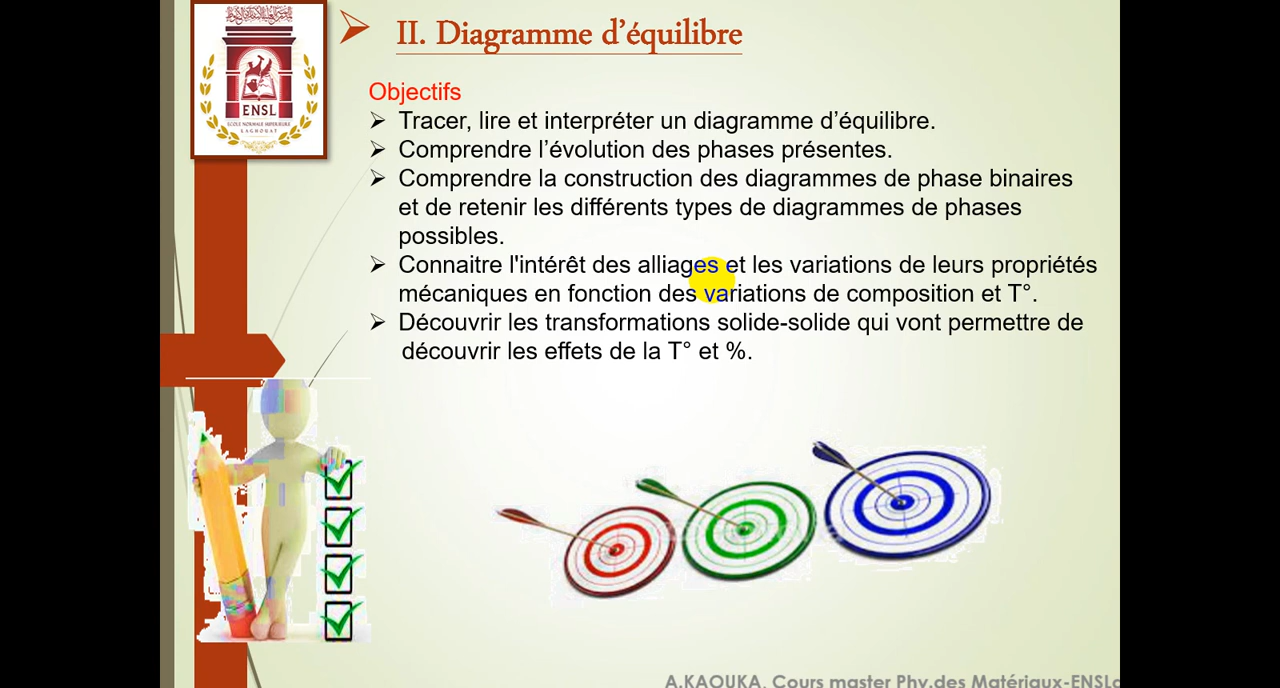 II. Diagramme d’équilibre
Objectifs
Tracer, lire et interpréter un diagramme d’équilibre.
Comprendre l’évolution des phases présentes.
Comprendre la construction des diagrammes de phase binaires
et de retenir les différents types de diagrammes de phases
possibles.
Connaitre l'intérêt des alliages et les variations de leurs propriétés
mécaniques en fonction des variations de composition et T°.
Découvrir les transformations solide-solide qui vont permettre de
découvrir les effets de la T° et %.
ENSL
ECOLE NORMALE SUPERIEURE
LAGHOUAT
A.KAOUKA. Cours master Phy.des Matériaux-ENSL